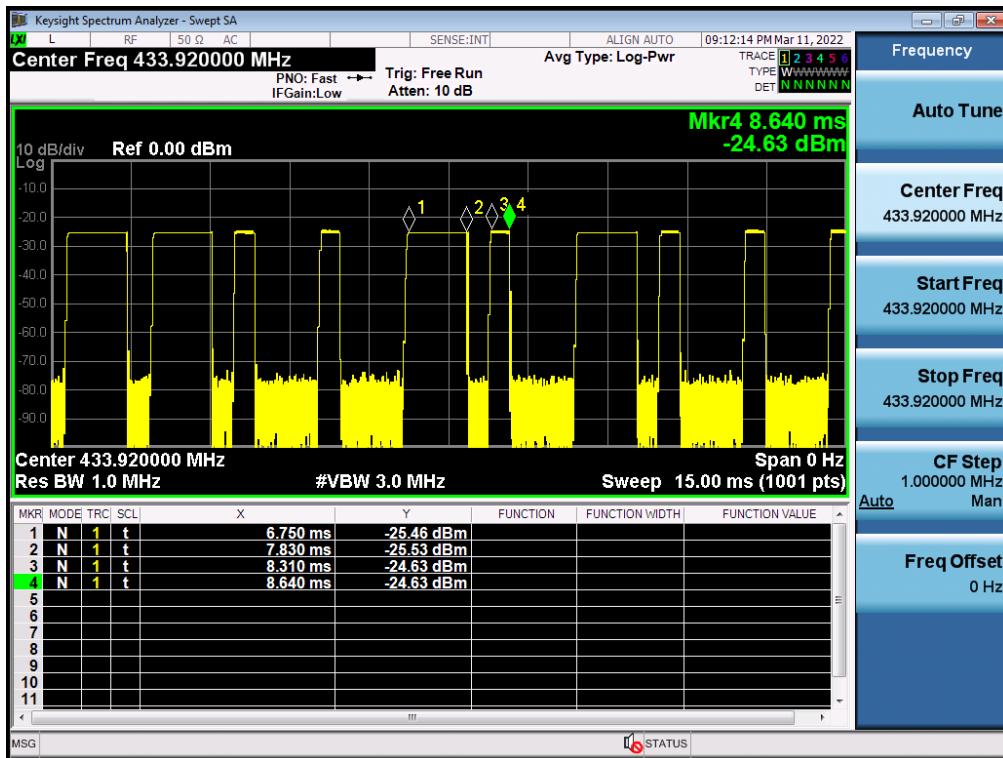 Keysight Spectrum Analyzer - Swept SA
LXI L RF 50 Ω AC SENSE:INT ALIGN AUTO 09:12:14 PM Mar 11, 2022
Center Freq 433.920000 MHz
PNO: Fast
IFGain:Low
Trig: Free Run
Atten: 10 dB
Avg Type: Log-Pwr
TRACE 1 2 3 4 5 6
TYPE WWWWWW
DET N N N N N N
Mkr4 8.640 ms
-24.63 dBm
10 dB/div Ref 0.00 dBm
Log
-10.0
-20.0
-30.0
-40.0
-50.0
-60.0
-70.0
-80.0
-90.0
1 2 3 4
Center 433.920000 MHz Span 0 Hz
Res BW 1.0 MHz #VBW 3.0 MHz Sweep 15.00 ms (1001 pts)
MKR MODE TRC SCL X Y FUNCTION FUNCTION WIDTH FUNCTION VALUE
1 N 1 t 6.750 ms -25.46 dBm
2 N 1 t 7.830 ms -25.53 dBm
3 N 1 t 8.310 ms -24.63 dBm
4 N 1 t 8.640 ms -24.63 dBm
5
6
7
8
9
10
11
MSG STATUS
Frequency
Auto Tune
Center Freq
433.920000 MHz
Start Freq
433.920000 MHz
Stop Freq
433.920000 MHz
CF Step
1.000000 MHz
Auto Man
Freq Offset
0 Hz